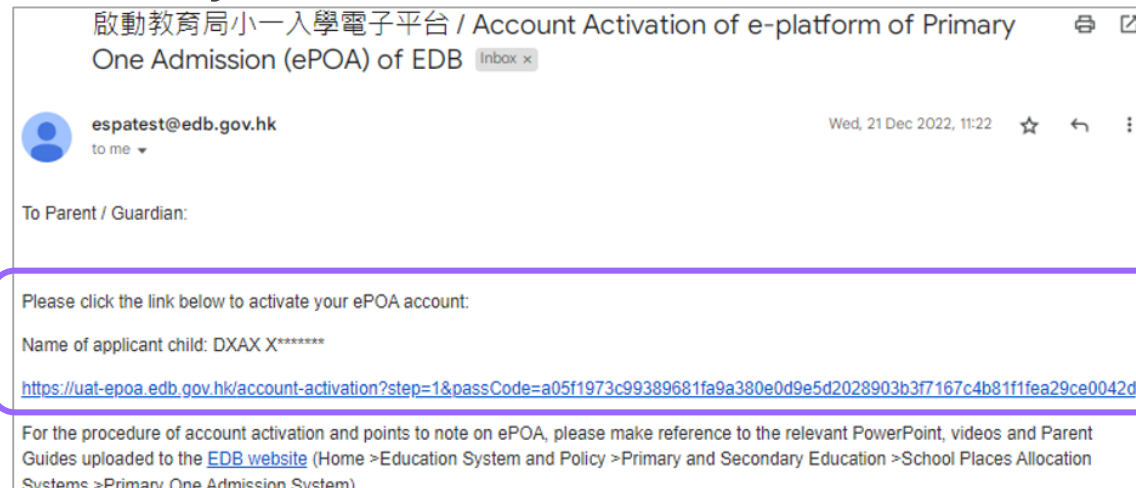 啟動教育局小一入學電子平台 / Account Activation of e-platform of Primary
One Admission (ePOA) of EDB Inbox ×
espatest@edb.gov.hk
Wed, 21 Dec 2022, 11:22
to me
To Parent / Guardian:
Please click the link below to activate your ePOA account:
Name of applicant child: DXAX X*******
https://uat-epoa.edb.gov.hk/account-activation?step=1&passCode=a05f1973c99389681fa9a380e0d9e5d2028903b3f7167c4b81f1fea29ce0042d
For the procedure of account activation and points to note on ePOA, please make reference to the relevant PowerPoint, videos and Parent
Guides uploaded to the EDB website (Home >Education System and Policy >Primary and Secondary Education >School Places Allocation
Systems >Primary One Admission System)